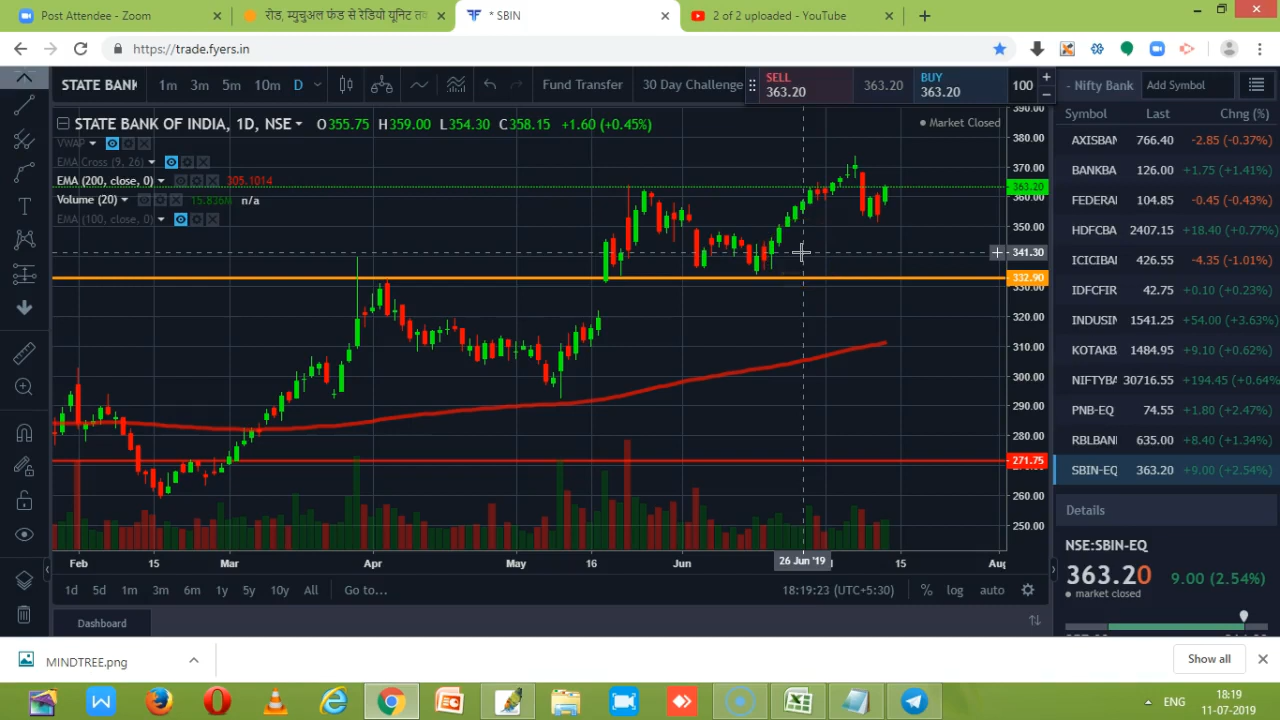 Post Attendee - Zoom
रोड, म्युचुअल फंड से रेडियो यूनिट तक
* SBIN
2 of 2 uploaded - YouTube
https://trade.fyers.in
STATE BANK 1m 3m 5m 10m D Fund Transfer 30 Day Challenge
SELL 363.20
363.20
BUY 363.20
100
- Nifty Bank Add Symbol
STATE BANK OF INDIA, 1D, NSE O355.75 H359.00 L354.30 C358.15 +1.60 (+0.45%)
Market Closed
VWAP
EMA Cross (9, 26)
EMA (200, close, 0) 305.1014
Volume (20) 15.836M n/a
EMA (100, close, 0)
390.00
380.00
370.00
363.20
360.00
350.00
341.30
332.90
330.00
320.00
310.00
300.00
290.00
280.00
271.75
260.00
250.00
Feb 15 Mar Apr May 16 Jun 26 Jun '19 15 Aug
1d 5d 1m 3m 6m 1y 5y 10y All Go to... 18:19:23 (UTC+5:30) % log auto
Dashboard
Symbol Last Chng (%)
AXISBAN 766.40 -2.85 (-0.37%)
BANKBA 126.00 +1.75 (+1.41%)
FEDERAI 104.85 -0.45 (-0.43%)
HDFCBA 2407.15 +18.40 (+0.77%)
ICICIBAI 426.55 -4.35 (-1.01%)
IDFCFIR 42.75 +0.10 (+0.23%)
INDUSIN 1541.25 +54.00 (+3.63%)
KOTAKB 1484.95 +9.10 (+0.62%)
NIFTYBA 30716.55 +194.45 (+0.64%
PNB-EQ 74.55 +1.80 (+2.47%)
RBLBANI 635.00 +8.40 (+1.34%)
SBIN-EQ 363.20 +9.00 (+2.54%)
Details
NSE:SBIN-EQ
363.20 9.00 (2.54%)
market closed
MINDTREE.png
Show all
ENG
18:19
11-07-2019